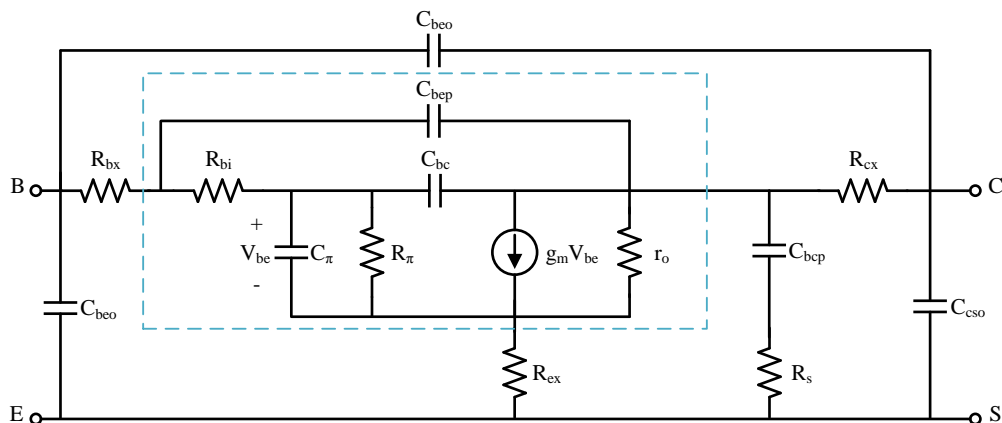 C_beo
C_bep
R_bx
R_bi
C_bc
R_cx
B
C
+
V_be
-
C_π
R_π
g_mV_be
r_o
C_bcp
C_beo
C_cso
R_ex
R_s
E
S